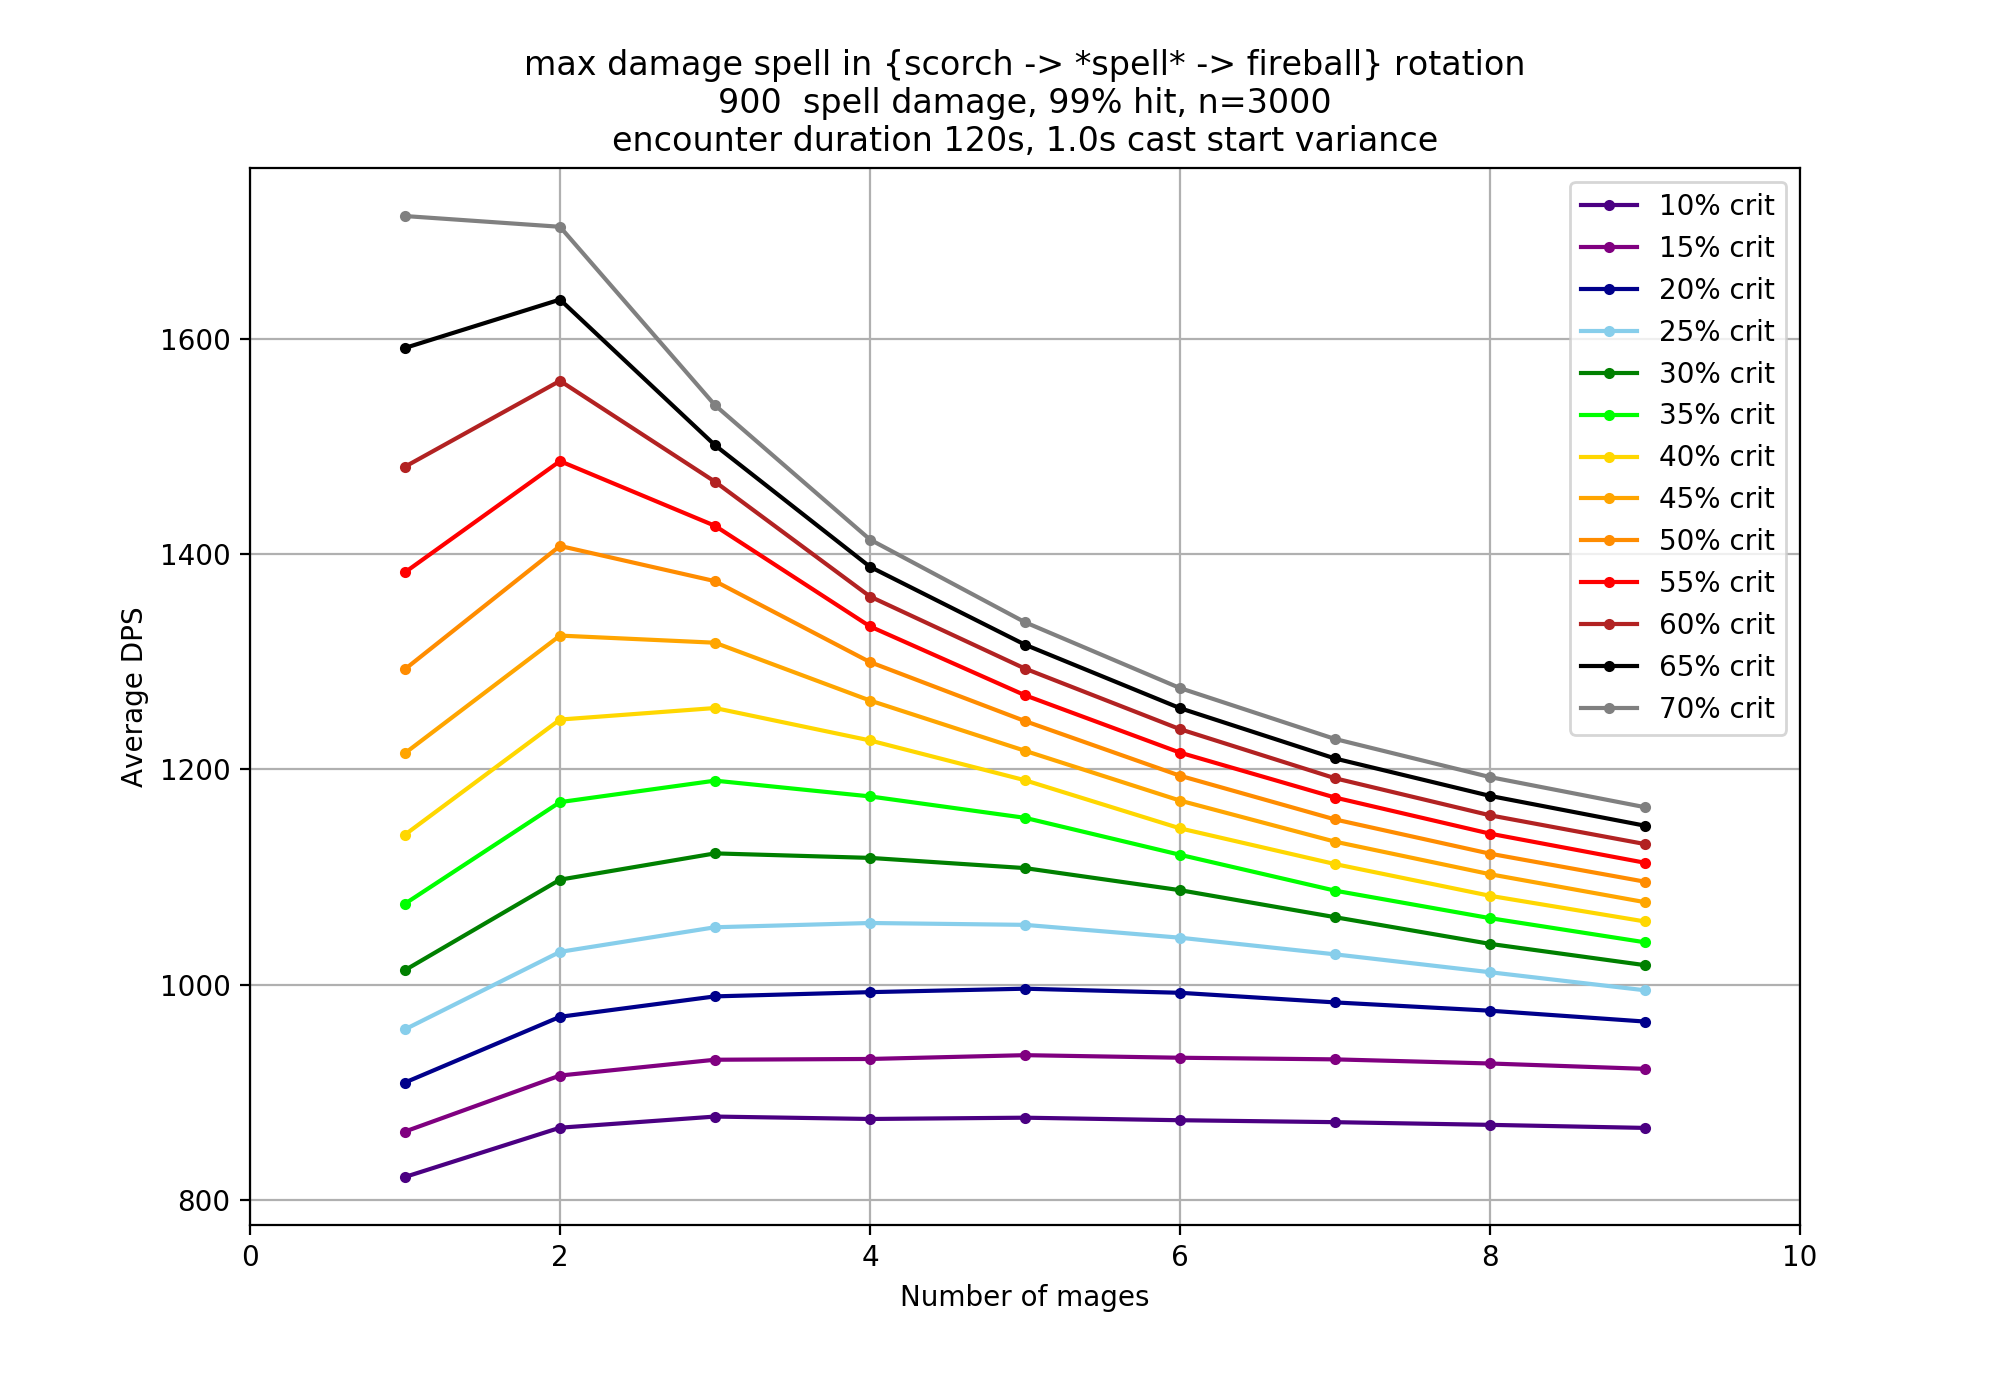 max damage spell in {scorch -> *spell* -> fireball} rotation
900  spell damage, 99% hit, n=3000
encounter duration 120s, 1.0s cast start variance
10% crit
15% crit
20% crit
25% crit
30% crit
35% crit
40% crit
45% crit
50% crit
55% crit
60% crit
65% crit
70% crit
Average DPS
1600
1400
1200
1000
800
0 2 4 6 8 10
Number of mages